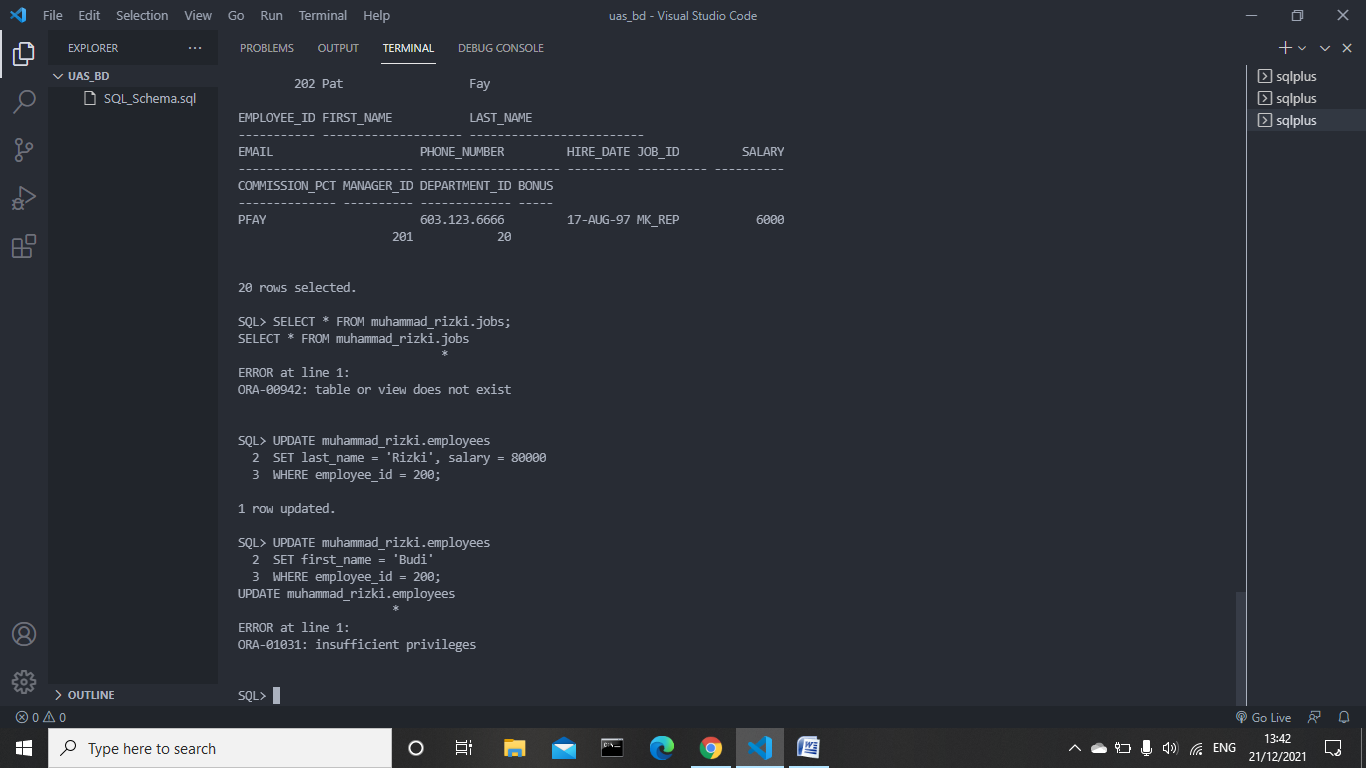 File Edit Selection View Go Run Terminal Help
uas_bd - Visual Studio Code
EXPLORER
UAS_BD
SQL_Schema.sql
OUTLINE
PROBLEMS OUTPUT TERMINAL DEBUG CONSOLE
        202 Pat                  Fay
EMPLOYEE_ID FIRST_NAME           LAST_NAME
----------- -------------------- -------------------------
EMAIL                     PHONE_NUMBER         HIRE_DATE JOB_ID         SALARY
------------------------- -------------------- --------- ---------- ----------
COMMISSION_PCT MANAGER_ID DEPARTMENT_ID BONUS
-------------- ---------- ------------- -----
PFAY                      603.123.6666         17-AUG-97 MK_REP           6000
                      201            20
20 rows selected.
SQL> SELECT * FROM muhammad_rizki.jobs;
SELECT * FROM muhammad_rizki.jobs
                             *
ERROR at line 1:
ORA-00942: table or view does not exist
SQL> UPDATE muhammad_rizki.employees
  2  SET last_name = 'Rizki', salary = 80000
  3  WHERE employee_id = 200;
1 row updated.
SQL> UPDATE muhammad_rizki.employees
  2  SET first_name = 'Budi'
  3  WHERE employee_id = 200;
UPDATE muhammad_rizki.employees
                      *
ERROR at line 1:
ORA-01031: insufficient privileges
SQL>
sqlplus
sqlplus
sqlplus
0 0
Go Live
Type here to search
ENG
13:42
21/12/2021